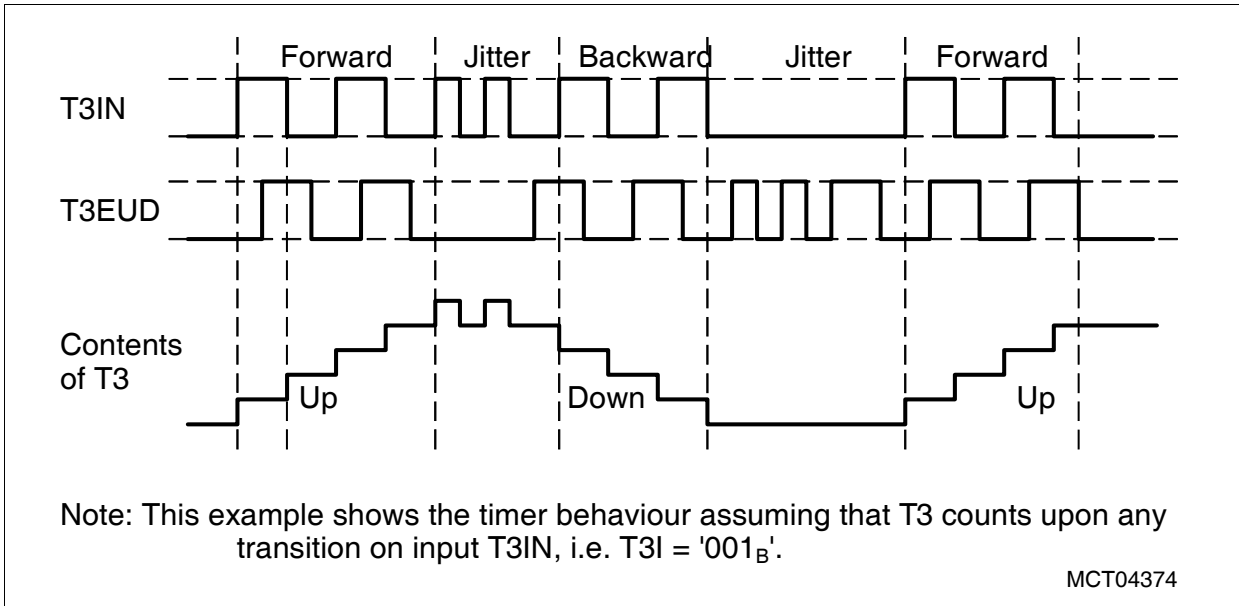 Forward Jitter Backward Jitter Forward
T3IN
T3EUD
Contents
of T3
Up Down Up
Note: This example shows the timer behaviour assuming that T3 counts upon any
transition on input T3IN, i.e. T3I = '001B'.
MCT04374